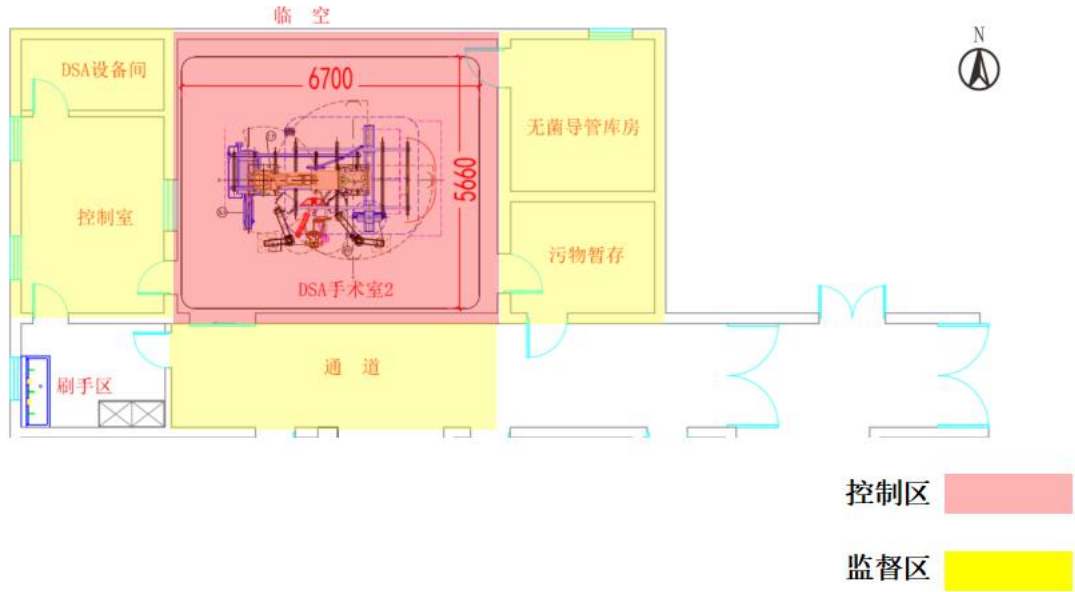 临 空
N
DSA设备间
6700
无菌导管库房
5660
控制室
污物暂存
DSA手术室2
通 道
刷手区
控制区
监督区